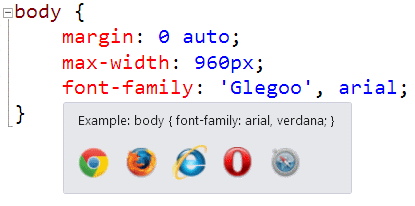 body {
margin: 0 auto;
max-width: 960px;
font-family: 'Glegoo', arial;
}
Example: body { font-family: arial, verdana; }